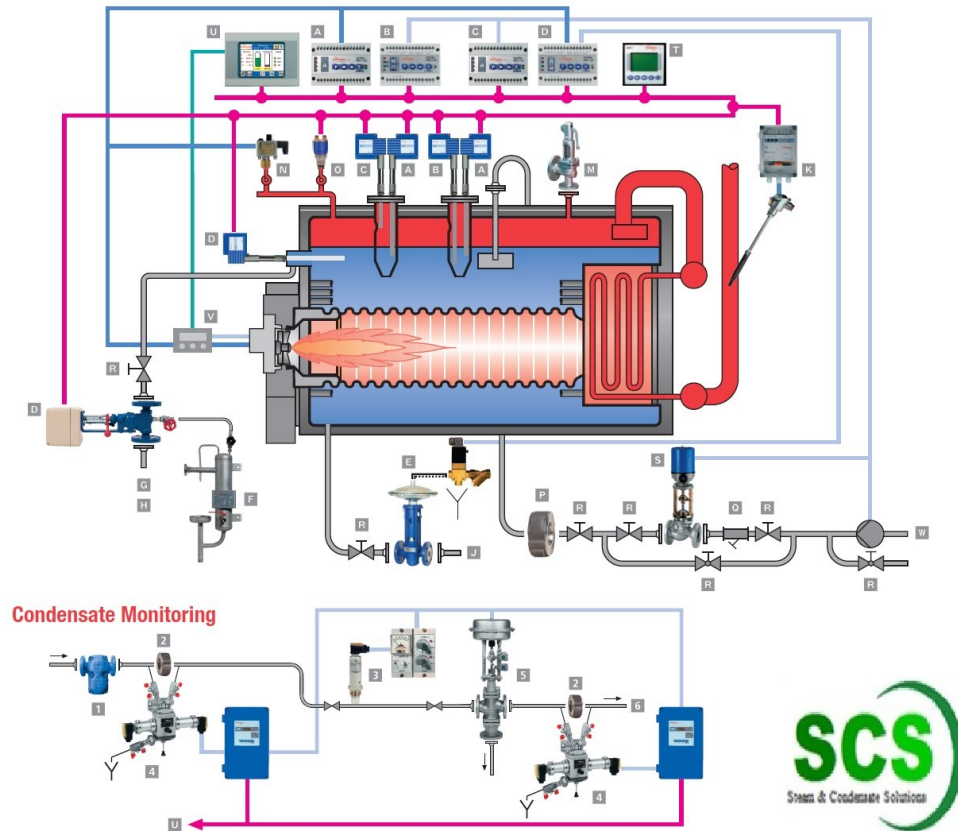 U
A
B
C
D
T
N
O
C
A
B
A
M
K
D
V
R
D
G
H
F
E
R
J
S
P
R
R
Q
R
W
R
R
Condensate Monitoring
2
1
3
5
2
6
4
4
U
SCS
Steam & Condensate Solutions